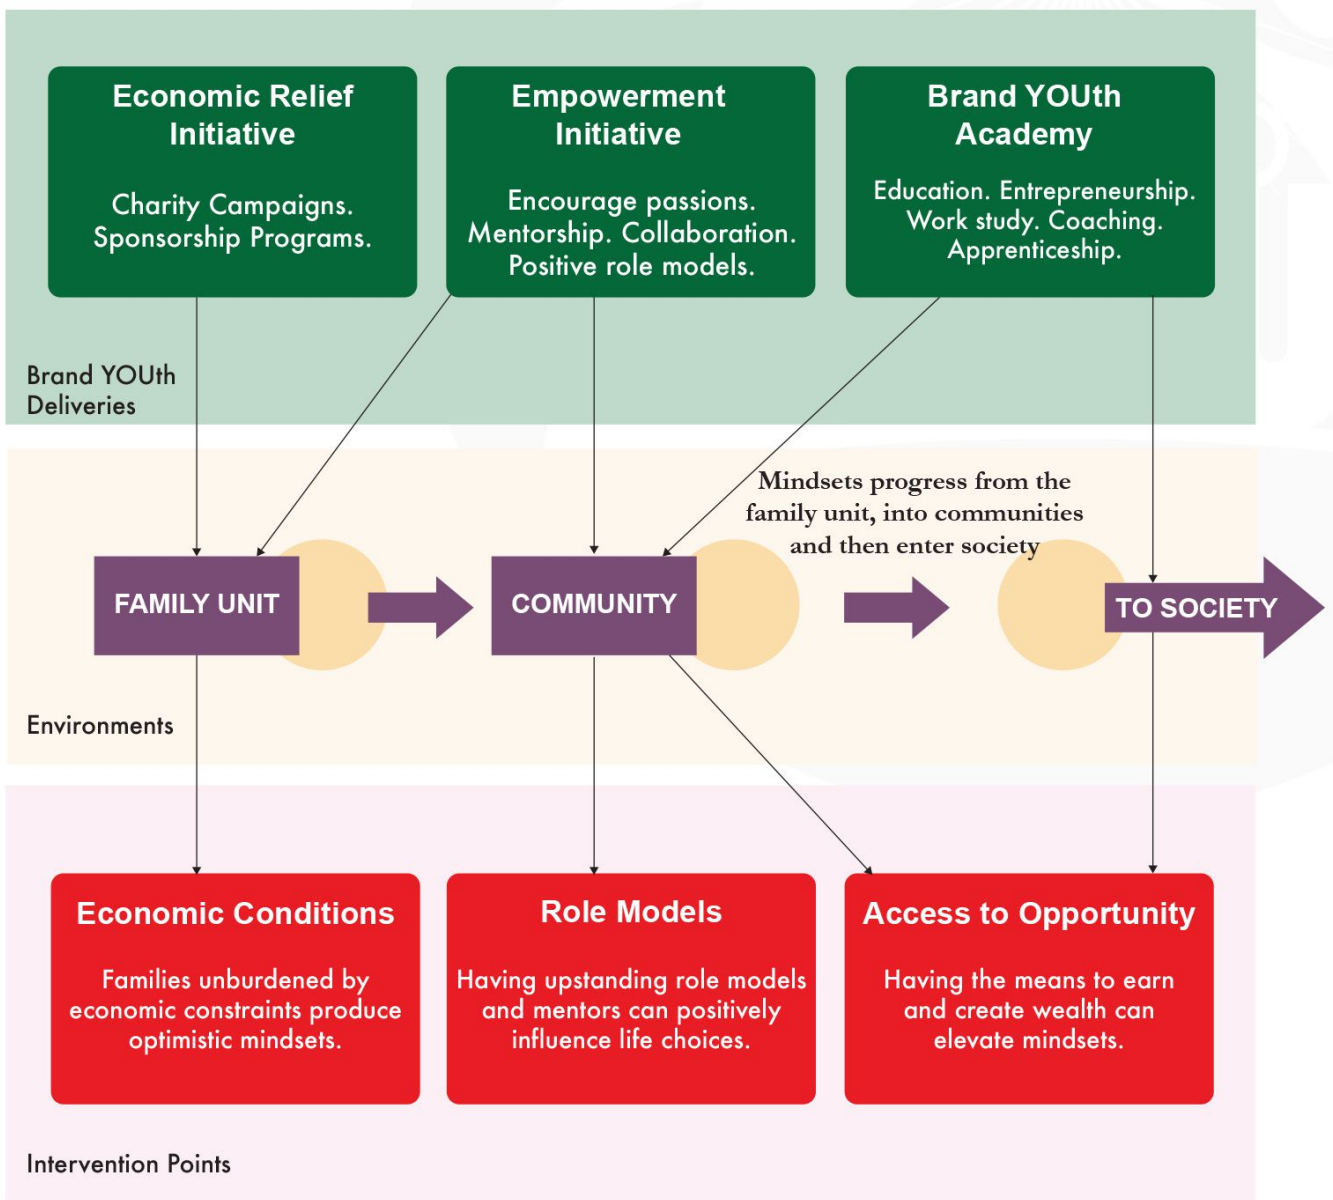 Economic Relief
Initiative
Charity Campaigns.
Sponsorship Programs.
Empowerment
Initiative
Encourage passions.
Mentorship. Collaboration.
Positive role models.
Brand YOUth
Academy
Education. Entrepreneurship.
Work study. Coaching.
Apprenticeship.
Brand YOUth
Deliveries
Mindsets progress from the
family unit, into communities
and then enter society
FAMILY UNIT
COMMUNITY
TO SOCIETY
Environments
Economic Conditions
Families unburdened by
economic constraints produce
optimistic mindsets.
Role Models
Having upstanding role models
and mentors can positively
influence life choices.
Access to Opportunity
Having the means to earn
and create wealth can
elevate mindsets.
Intervention Points